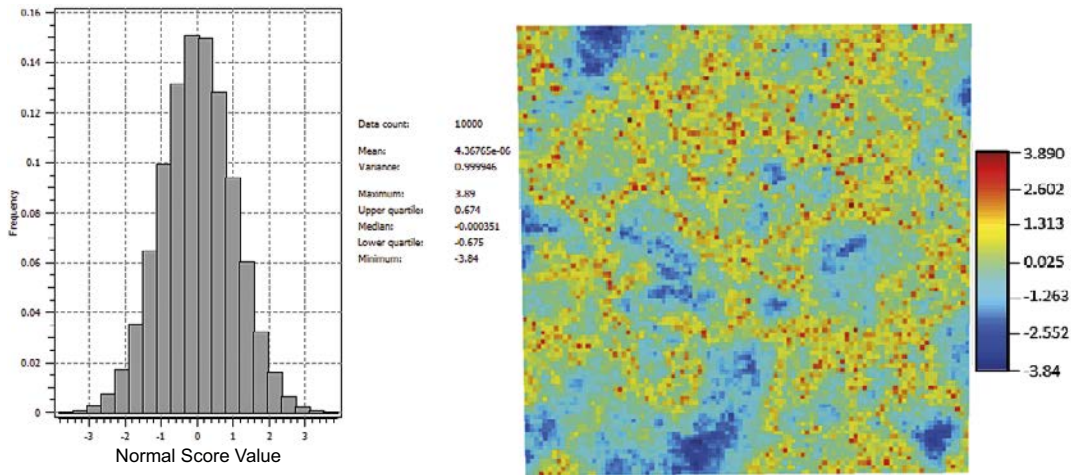 0.16
0.14
0.12
0.1
0.08
0.06
0.04
0.02
0
Frequency
-3 -2 -1 0 1 2 3
Normal Score Value
Data count: 10000
Mean: 4.36765e-06
Variance: 0.999946
Maximum: 3.89
Upper quartile: 0.674
Median: -0.000351
Lower quartile: -0.675
Minimum: -3.84
3.890
2.602
1.313
0.025
-1.263
-2.552
-3.84